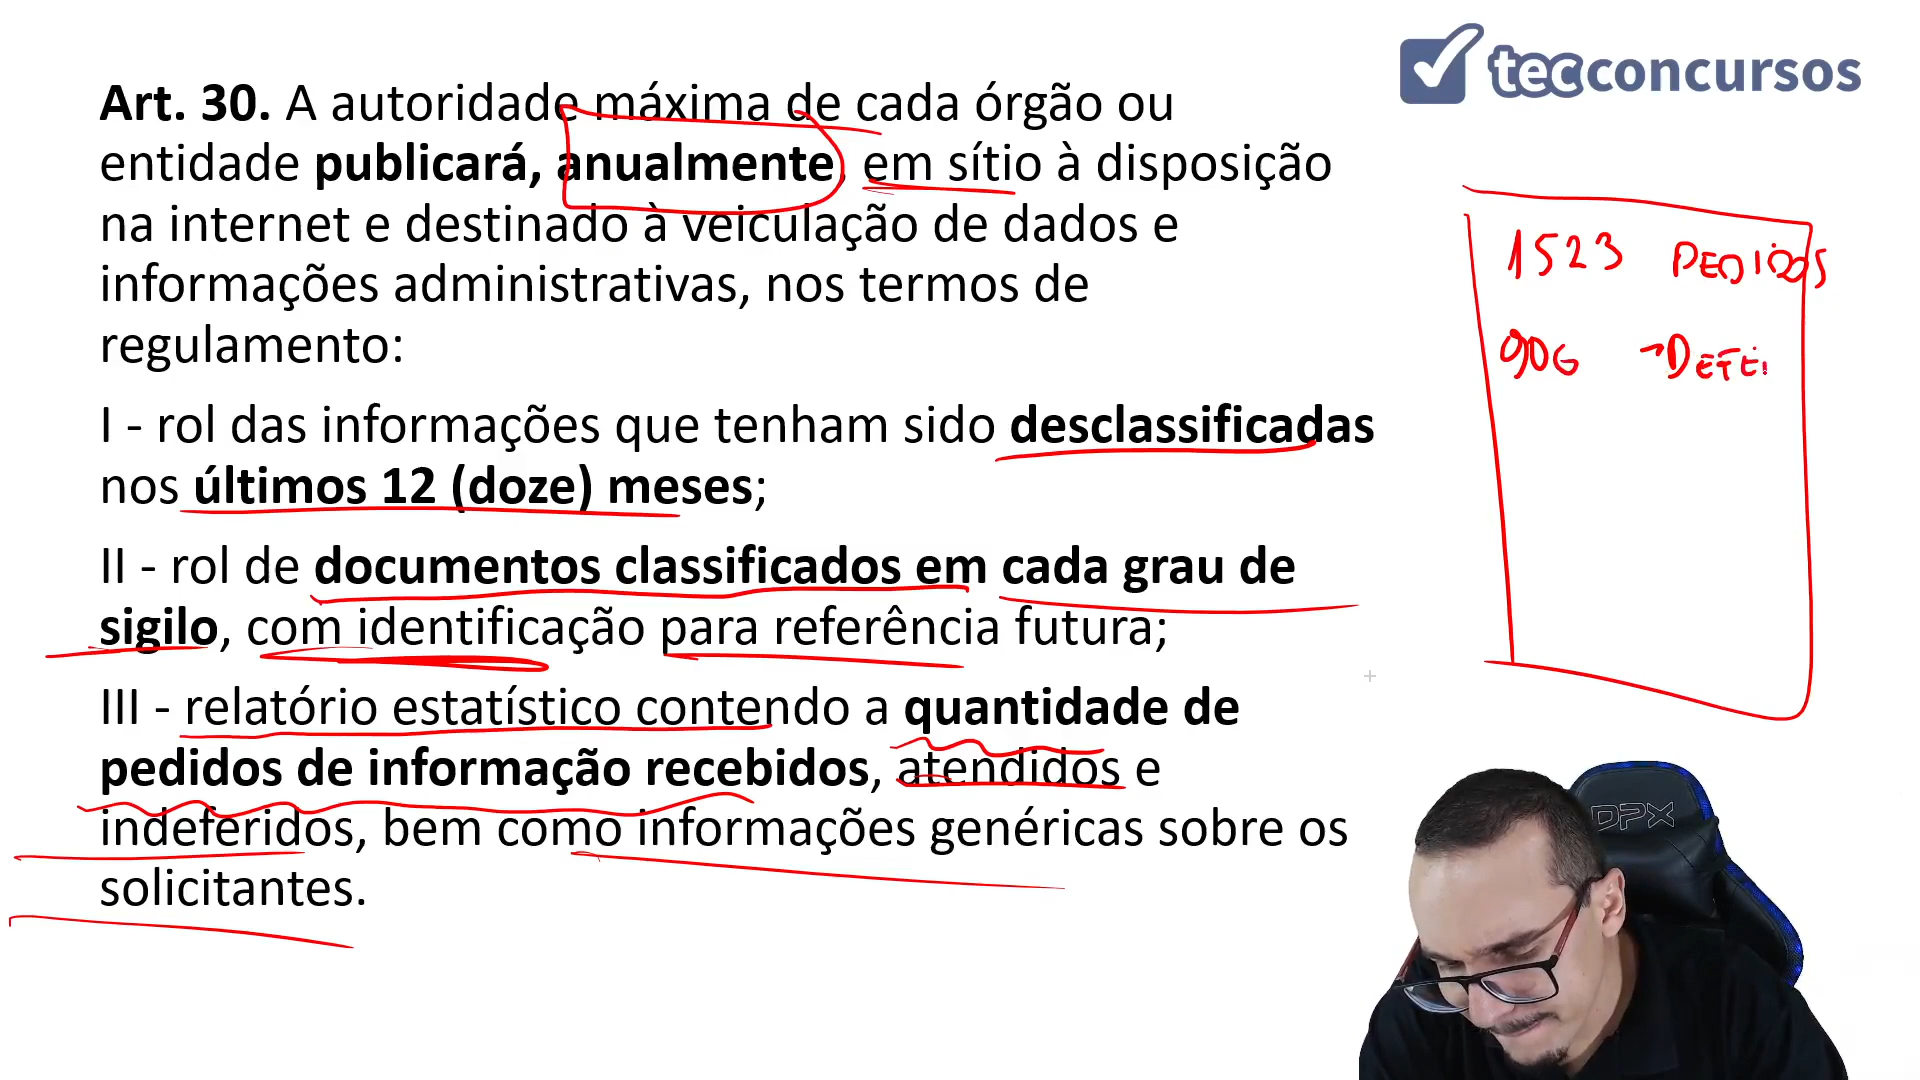 tecconcursos
Art. 30. A autoridade máxima de cada órgão ou
entidade publicará, anualmente, em sítio à disposição
na internet e destinado à veiculação de dados e
informações administrativas, nos termos de
regulamento:
I - rol das informações que tenham sido desclassificadas
nos últimos 12 (doze) meses;
II - rol de documentos classificados em cada grau de
sigilo, com identificação para referência futura;
III - relatório estatístico contendo a quantidade de
pedidos de informação recebidos, atendidos e
indeferidos, bem como informações genéricas sobre os
solicitantes.
1523 PEDIDOS
906 DEFEI
DPX